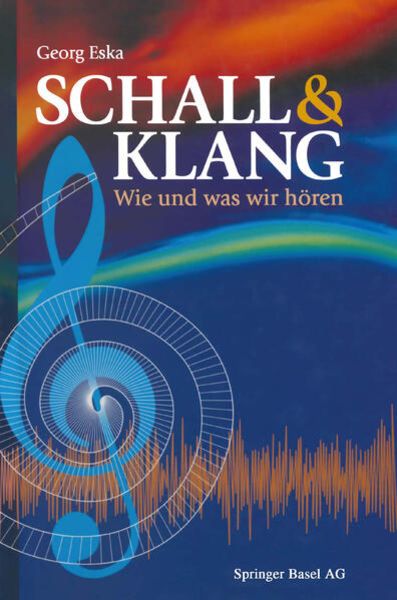 Georg Eska
SCHALL &
KLANG
Wie und was wir hören
Springer Basel AG